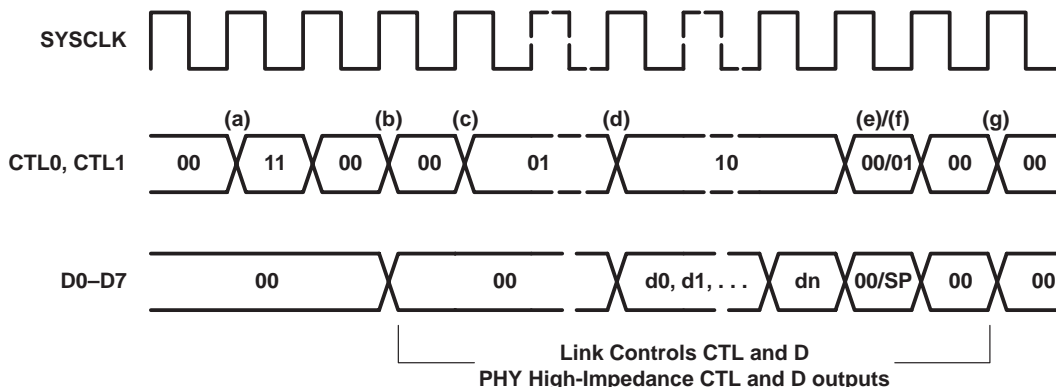 SYSCLK
(a) (b) (c) (d) (e)/(f) (g)
CTL0, CTL1 00 11 00 00 01 10 00/01 00 00
D0–D7 00 00 d0, d1, . . . dn 00/SP 00 00
Link Controls CTL and D
PHY High-Impedance CTL and D outputs